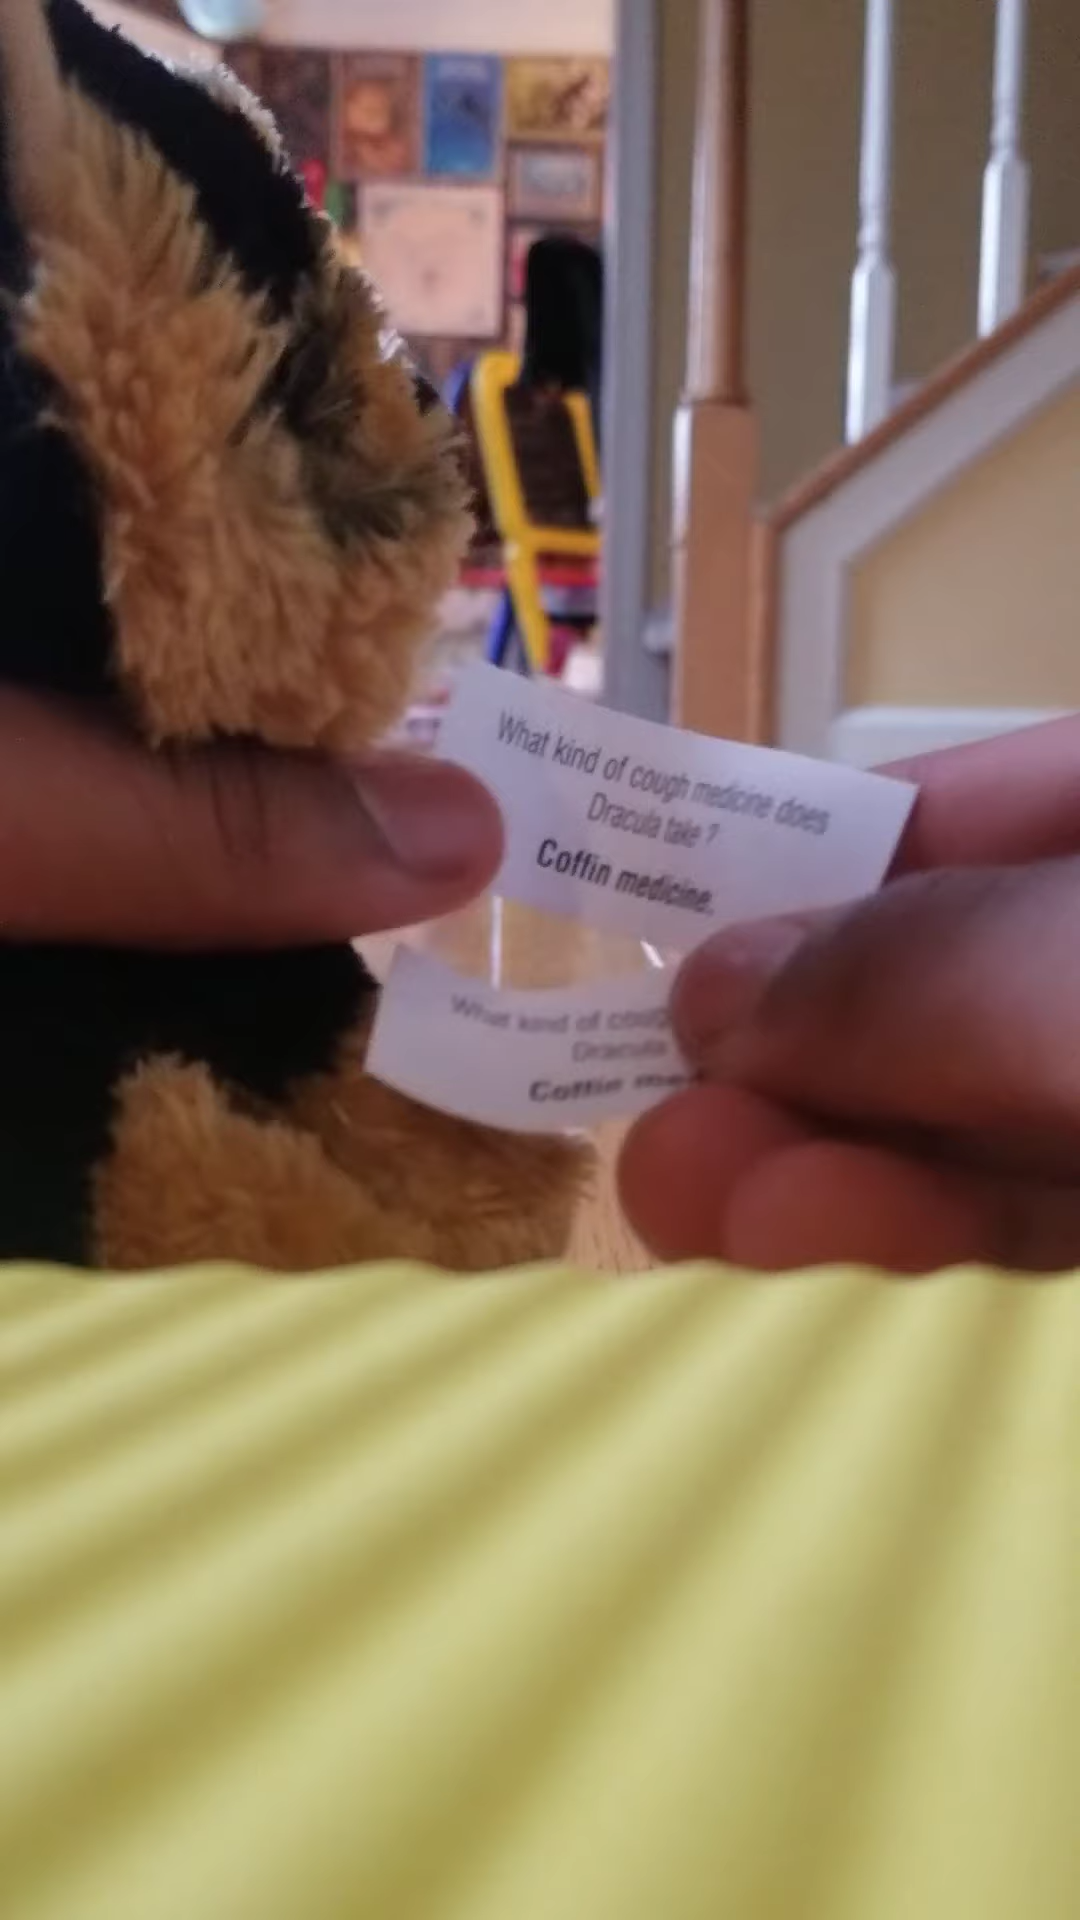 What kind of cough medicine does
Dracula take ?
Coffin medicine.
What kind of
Dracula
Coffin